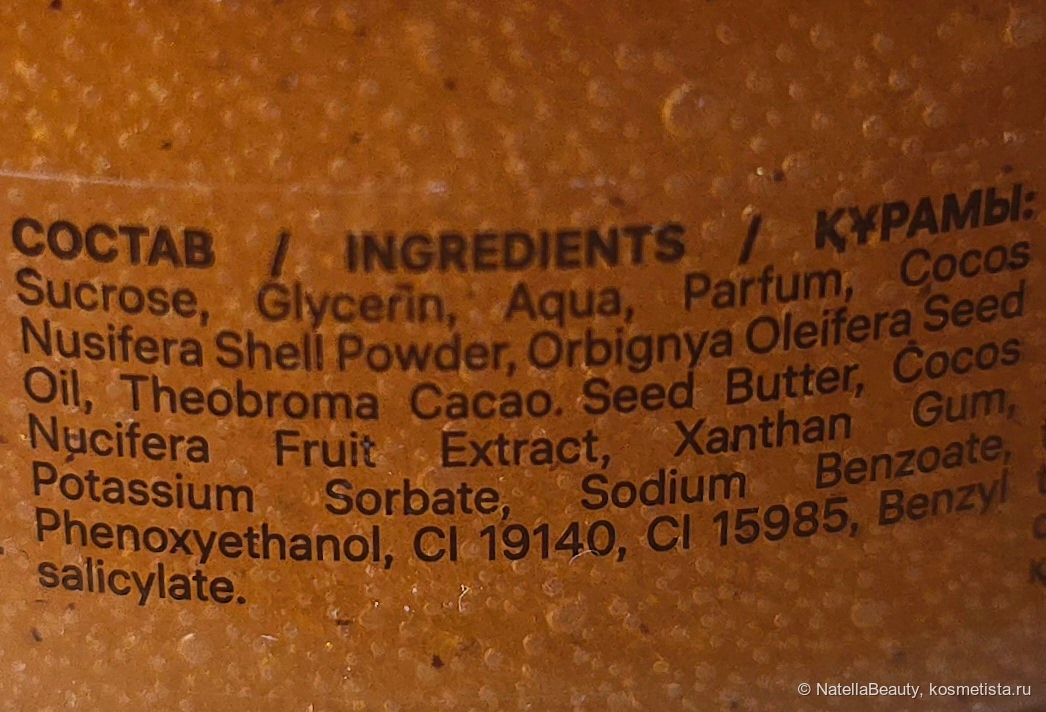 СОСТАВ / INGREDIENTS / ҚҰРАМЫ:
Sucrose, Glycerin, Aqua, Parfum, Cocos
Nusifera Shell Powder, Orbignya Oleifera Seed
Oil, Theobroma Cacao. Seed Butter, Cocos
Nucifera Fruit Extract, Xanthan Gum,
Potassium Sorbate, Sodium Benzoate,
Phenoxyethanol, CI 19140, CI 15985, Benzyl
salicylate.
© NatellaBeauty, kosmetista.ru